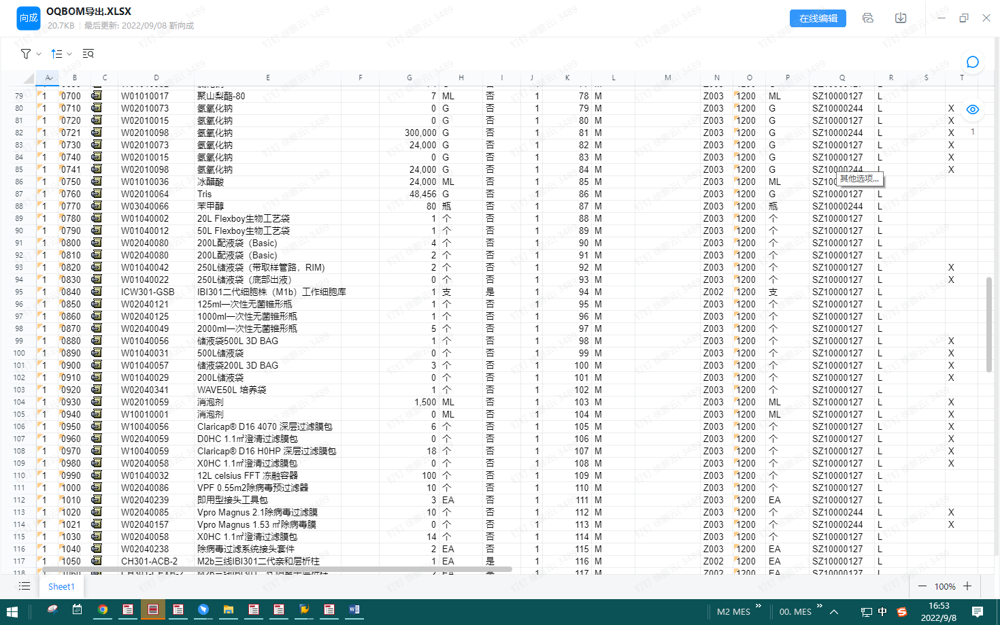 向成
OQBOM导出.XLSX
20.7KB 最后更新: 2022/09/08 靳向成
在线编辑
A B C D E F G H I J K L M N O P Q R S T
79 1 0700 W01010017 聚山梨酯-80 7 ML 否 1 78 M Z003 1200 ML SZ10000127 L
80 1 0710 W02010073 氢氧化钠 0 G 否 1 79 M Z003 1200 G SZ10000244 L X
81 1 0720 W02010015 氢氧化钠 0 G 否 1 80 M Z003 1200 G SZ10000127 L X
82 1 0721 W02010098 氢氧化钠 300,000 G 否 1 81 M Z003 1200 G SZ10000244 L X 1
83 1 0730 W02010073 氢氧化钠 24,000 G 否 1 82 M Z003 1200 G SZ10000127 L X
84 1 0740 W02010015 氢氧化钠 0 G 否 1 83 M Z003 1200 G SZ10000127 L X
85 1 0741 W02010098 氢氧化钠 24,000 G 否 1 84 M Z003 1200 G SZ10000244 L X
86 1 0750 W01010036 冰醋酸 24,000 ML 否 1 85 M Z003 1200 ML SZ10 其他选项...
87 1 0760 W02010064 Tris 48,456 G 否 1 86 M Z003 1200 G SZ10000127 L
88 1 0770 W03040066 苯甲醇 80 瓶 否 1 87 M Z003 1200 瓶 SZ10000244 L
89 1 0780 W01040002 20L Flexboy生物工艺袋 1 个 否 1 88 M Z003 1200 个 SZ10000127 L
90 1 0790 W01040012 50L Flexboy生物工艺袋 1 个 否 1 89 M Z003 1200 个 SZ10000127 L
91 1 0800 W02040080 200L配液袋（Basic) 4 个 否 1 90 M Z003 1200 个 SZ10000127 L
92 1 0810 W02040080 200L配液袋（Basic) 2 个 否 1 91 M Z003 1200 个 SZ10000127 L
93 1 0820 W01040042 250L储液袋（带取样管路，RIM) 2 个 否 1 92 M Z003 1200 个 SZ10000127 L X
94 1 0830 W01040022 250L储液袋（底部出液） 0 个 否 1 93 M Z003 1200 个 SZ10000127 L X
95 1 0840 ICW301-GSB IBI301二代细胞株（M1b）工作细胞库 1 支 是 1 94 M Z002 1200 支 SZ10000127 L
96 1 0850 W02040121 125ml一次性无菌锥形瓶 1 个 否 1 95 M Z003 1200 个 SZ10000127 L
97 1 0860 W02040125 1000ml一次性无菌锥形瓶 1 个 否 1 96 M Z003 1200 个 SZ10000127 L
98 1 0870 W02040049 2000ml一次性无菌锥形瓶 5 个 否 1 97 M Z003 1200 个 SZ10000127 L
99 1 0880 W01040056 储液袋500L 3D BAG 1 个 否 1 98 M Z003 1200 个 SZ10000127 L X
100 1 0890 W01040031 500L储液袋 0 个 否 1 99 M Z003 1200 个 SZ10000127 L X
101 1 0900 W01040057 储液袋200L 3D BAG 3 个 否 1 100 M Z003 1200 个 SZ10000127 L X
102 1 0910 W01040029 200L储液袋 0 个 否 1 101 M Z003 1200 个 SZ10000127 L X
103 1 0920 W02040341 WAVE50L 培养袋 1 个 否 1 102 M Z003 1200 个 SZ10000127 L
104 1 0930 W02010059 消泡剂 1,500 ML 否 1 103 M Z003 1200 ML SZ10000127 L X
105 1 0940 W10010001 消泡剂 0 ML 否 1 104 M Z003 1200 ML SZ10000127 L X
106 1 0950 W10040056 Claricap® D16 4070 深层过滤膜包 6 个 否 1 105 M Z003 1200 个 SZ10000127 L X
107 1 0960 W02040059 D0HC 1.1㎡澄清过滤膜包 0 个 否 1 106 M Z003 1200 个 SZ10000127 L X
108 1 0970 W10040059 Claricap® D16 H0HP 深层过滤膜包 18 个 否 1 107 M Z003 1200 个 SZ10000127 L X
109 1 0980 W02040058 X0HC 1.1㎡澄清过滤膜包 0 个 否 1 108 M Z003 1200 个 SZ10000127 L X
110 1 0990 W01040032 12L celsius FFT 冻融容器 100 个 否 1 109 M Z003 1200 个 SZ10000127 L
111 1 1000 W02040086 VPF 0.55m2除病毒预过滤器 10 个 否 1 110 M Z003 1200 个 SZ10000127 L
112 1 1010 W02040239 即用型接头工具包 3 EA 否 1 111 M Z003 1200 EA SZ10000127 L
113 1 1020 W02040085 Vpro Magnus 2.1除病毒过滤膜 10 个 否 1 112 M Z003 1200 个 SZ10000244 L X
114 1 1021 W02040157 Vpro Magnus 1.53 ㎡除病毒膜 0 个 否 1 113 M Z003 1200 个 SZ10000244 L X
115 1 1030 W02040058 X0HC 1.1㎡澄清过滤膜包 14 个 否 1 114 M Z003 1200 个 SZ10000127 L
116 1 1040 W02040238 除病毒过滤系统接头套件 2 EA 否 1 115 M Z003 1200 EA SZ10000127 L
117 1 1050 CH301-ACB-2 M2b三线IBI301二代亲和层折柱 1 EA 是 1 116 M Z002 1200 EA SZ10000127 L
Sheet1
100%
M2 MES
00. MES
中
16:53
2022/9/8